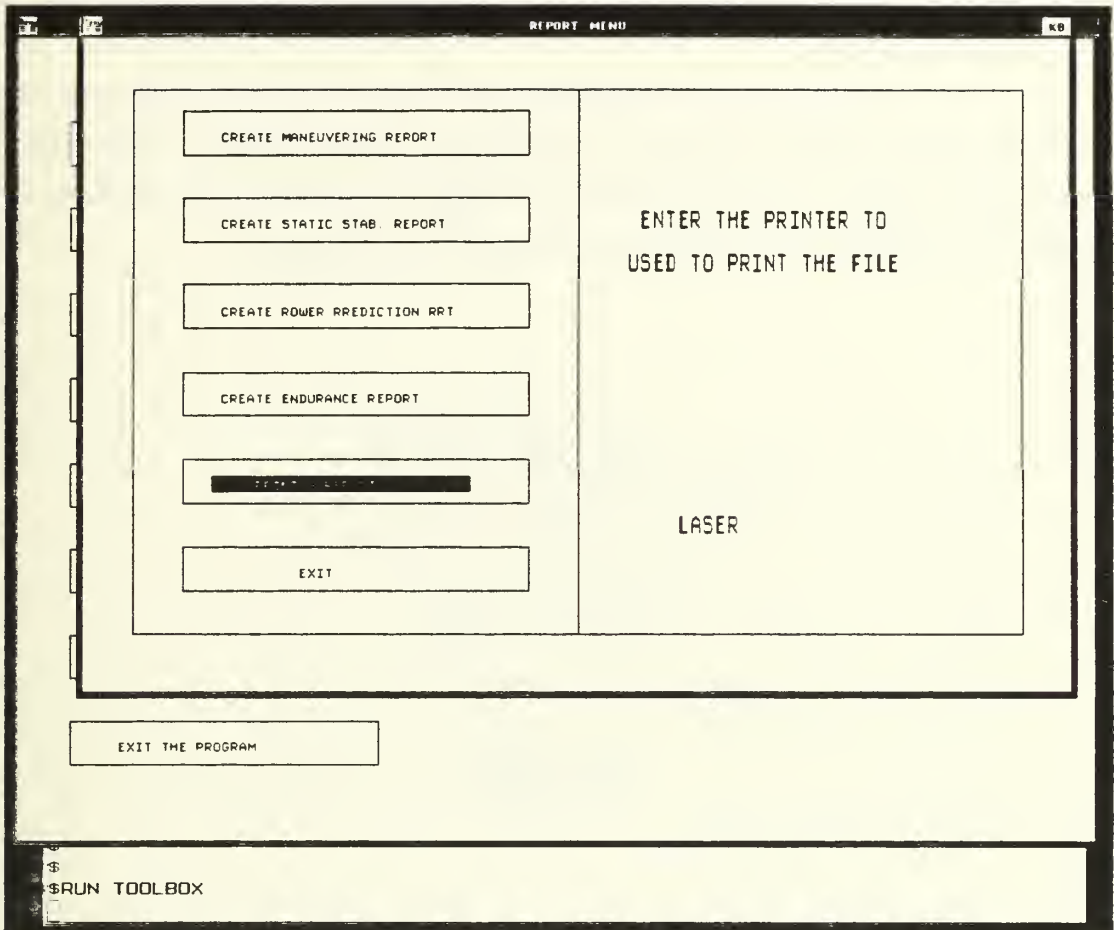 REPORT MENU
KB
CREATE MANEUVERING REPORT
CREATE STATIC STAB. REPORT
CREATE ROWER RREDICTION RRT
CREATE ENDURANCE REPORT
EXIT
ENTER THE PRINTER TO
USED TO PRINT THE FILE
LASER
EXIT THE PROGRAM
$
$
$RUN TOOLBOX